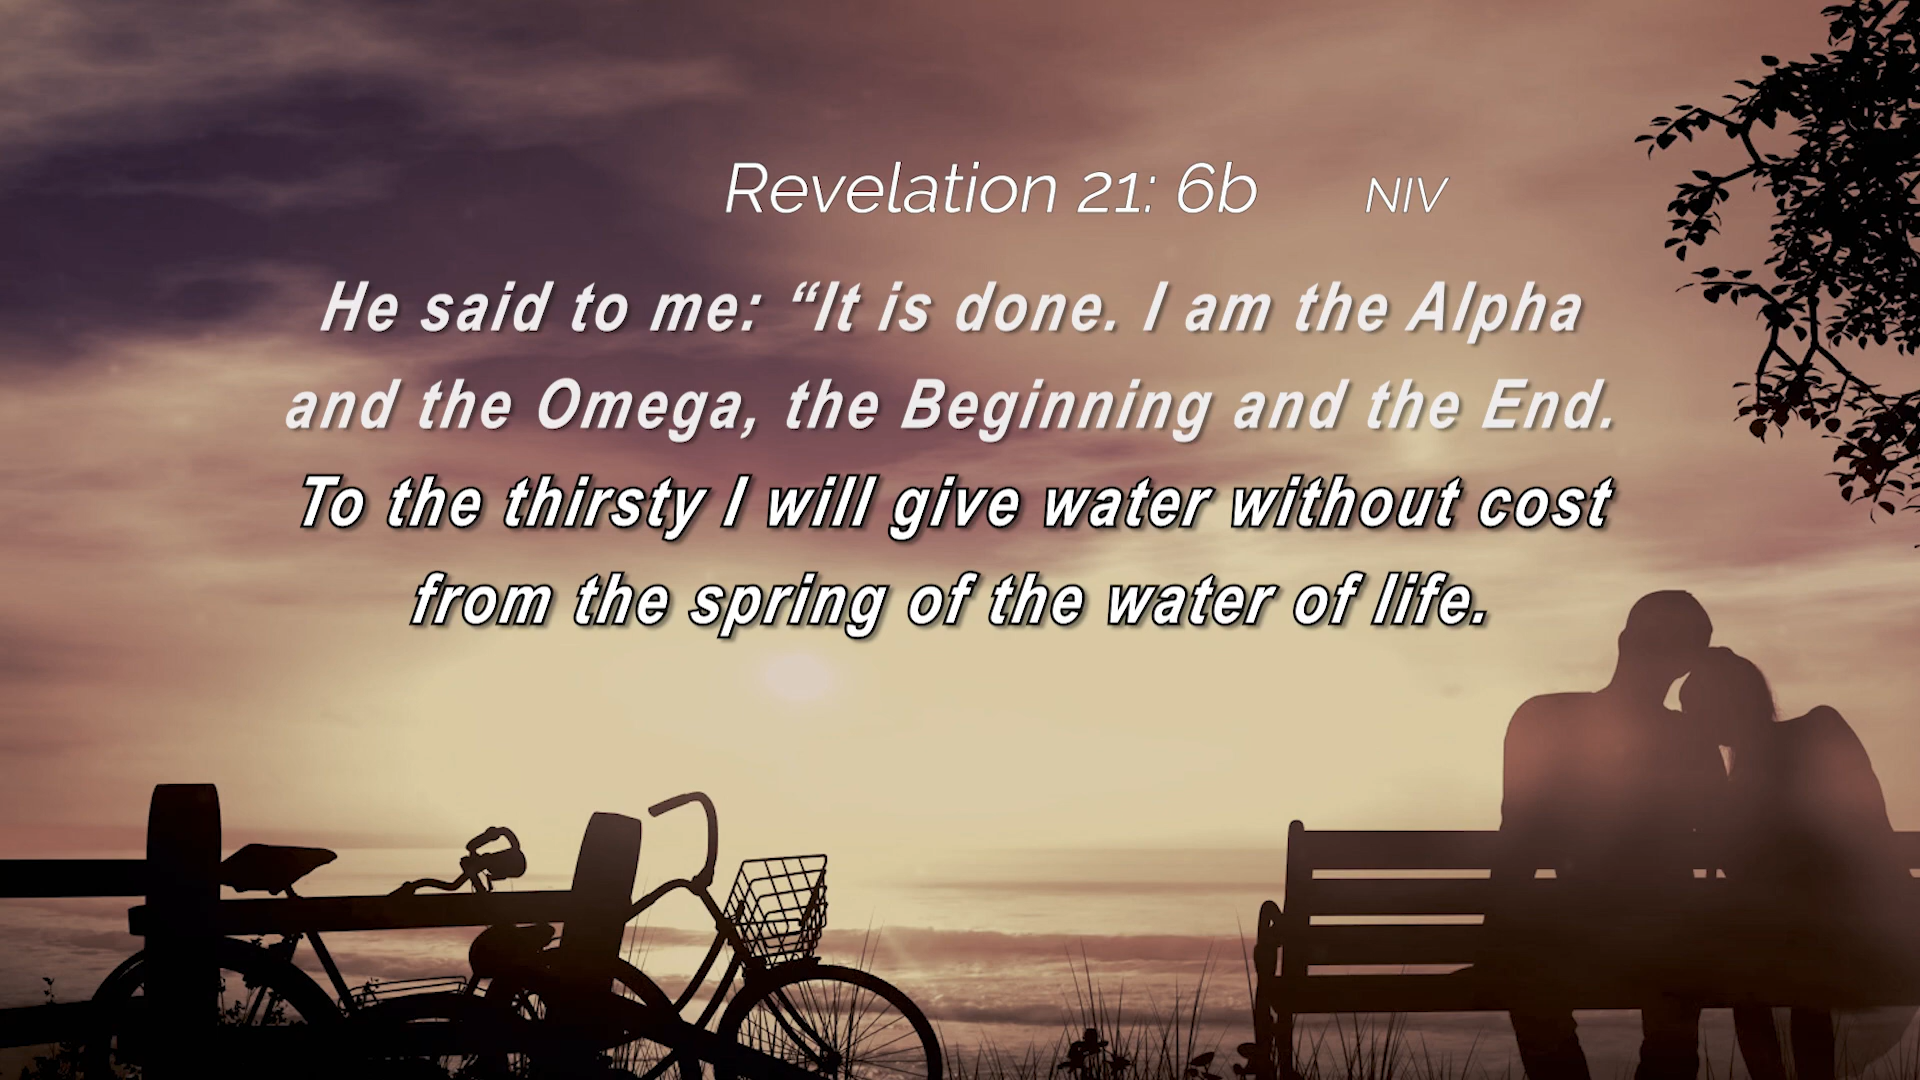 Revelation 21: 6b NIV
He said to me: “It is done. I am the Alpha
and the Omega, the Beginning and the End.
To the thirsty I will give water without cost
from the spring of the water of life.